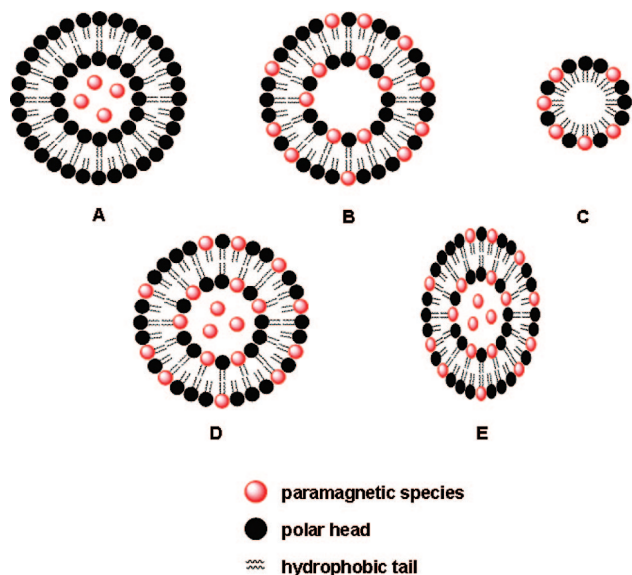 A
B
C
D
E
paramagnetic species
polar head
hydrophobic tail